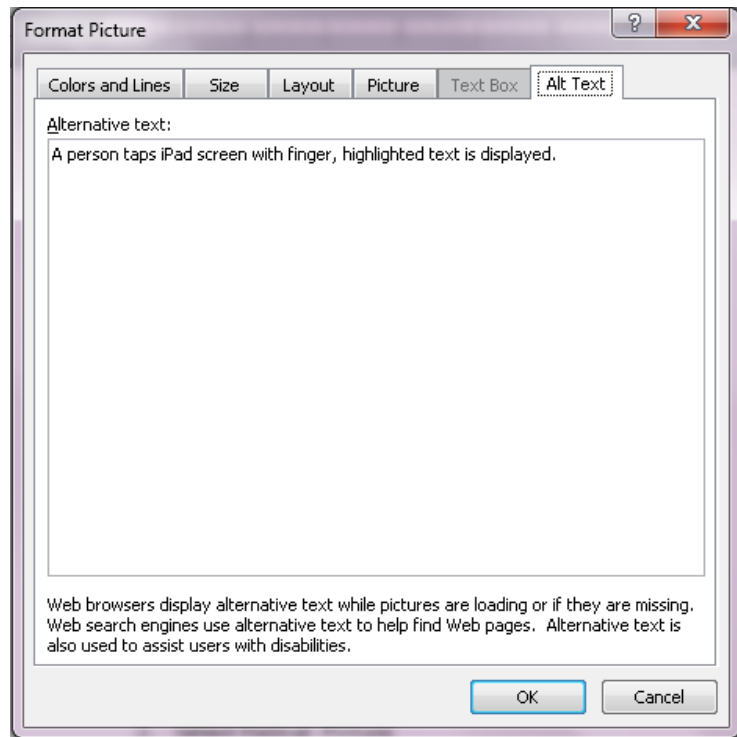 Format Picture
Colors and Lines Size Layout Picture Text Box Alt Text
Alternative text:
A person taps iPad screen with finger, highlighted text is displayed.
Web browsers display alternative text while pictures are loading or if they are missing.
Web search engines use alternative text to help find Web pages. Alternative text is
also used to assist users with disabilities.
OK Cancel